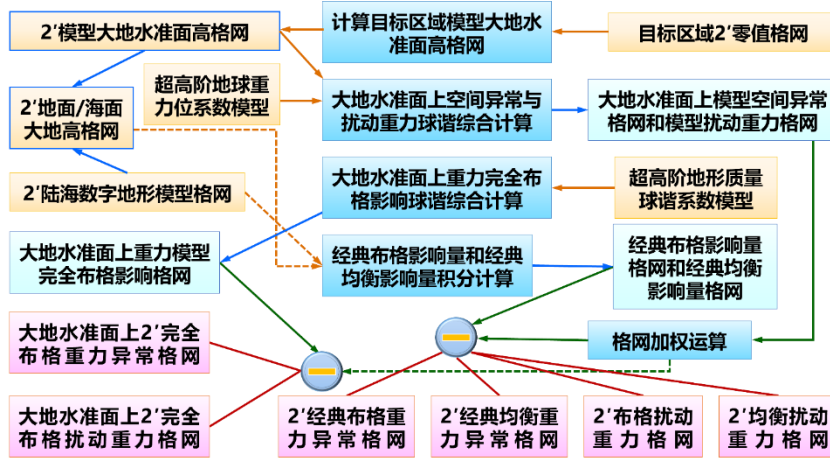 2′模型大地水准面高格网
计算目标区域模型大地水
准面高格网
目标区域2′零值格网
超高阶地球重
力位系数模型
2′地面/海面
大地高格网
大地水准面上空间异常与
扰动重力球谐综合计算
大地水准面上模型空间异常
格网和模型扰动重力格网
2′陆海数字地形模型格网
大地水准面上重力完全布
格影响球谐综合计算
超高阶地形质量
球谐系数模型
大地水准面上重力模型
完全布格影响格网
经典布格影响量和经典
均衡影响量积分计算
经典布格影响量
格网和经典均衡
影响量格网
大地水准面上2′完全
布格重力异常格网
格网加权运算
大地水准面上2′完全
布格扰动重力格网
2′经典布格重
力异常格网
2′经典均衡重
力异常格网
2′布格扰动
重力格网
2′均衡扰动
重力格网